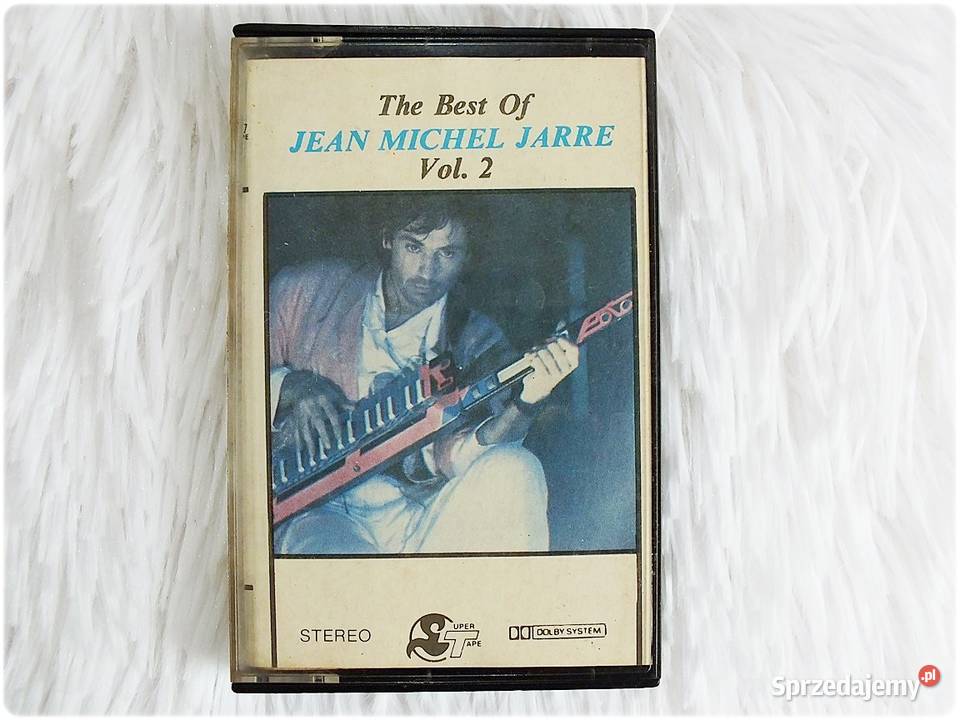 The Best Of
JEAN MICHEL JARRE
Vol. 2
STEREO
SUPER
TAPE
DOLBY SYSTEM
Sprzedajemy.pl